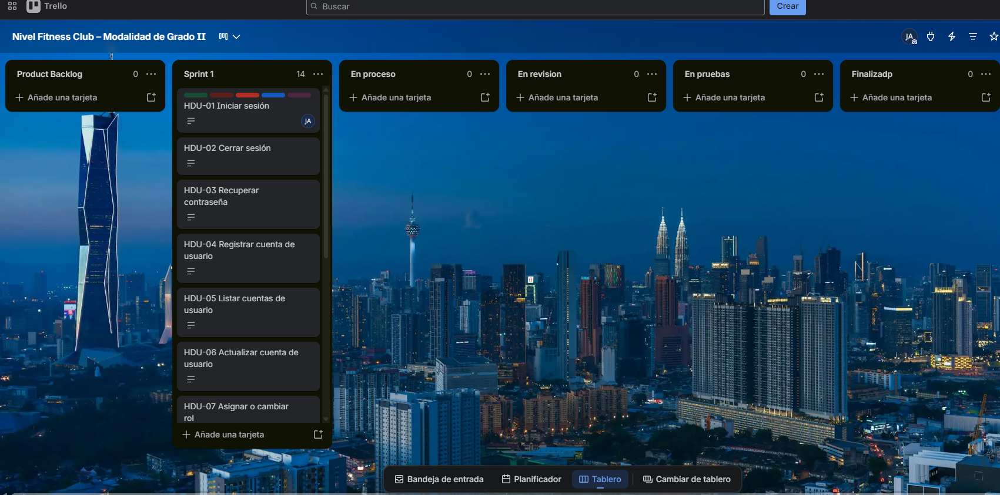 Trello
Buscar
Crear
Nivel Fitness Club – Modalidad de Grado II
JA
Product Backlog 0
Añade una tarjeta
Sprint 1 14
HDU-01 Iniciar sesión
JA
HDU-02 Cerrar sesión
HDU-03 Recuperar
contraseña
HDU-04 Registrar cuenta de
usuario
HDU-05 Listar cuentas de
usuario
HDU-06 Actualizar cuenta de
usuario
HDU-07 Asignar o cambiar
rol
Añade una tarjeta
En proceso 0
Añade una tarjeta
En revision 0
Añade una tarjeta
En pruebas 0
Añade una tarjeta
Finalizadp 0
Añade una tarjeta
Bandeja de entrada
Planificador
Tablero
Cambiar de tablero